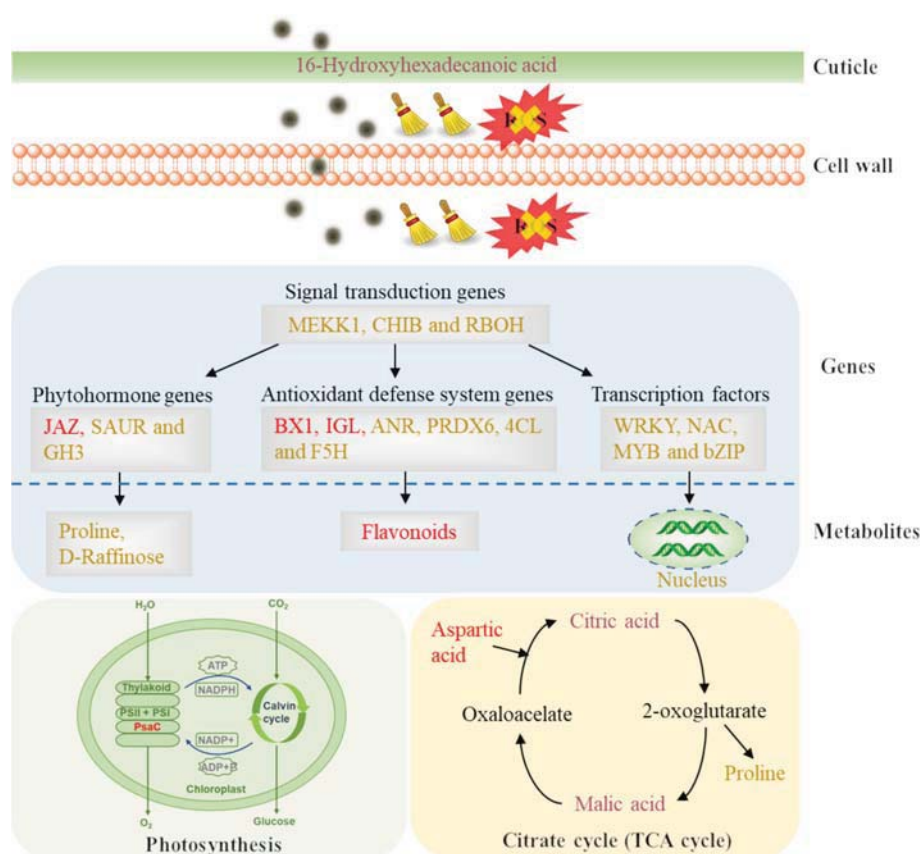 16-Hydroxyhexadecanoic acid
Cuticle
Cell wall
Signal transduction genes
MEKK1, CHIB and RBOH
Genes
Phytohormone genes
JAZ, SAUR and
GH3
Antioxidant defense system genes
BX1, IGL, ANR, PRDX6, 4CL
and F5H
Transcription factors
WRKY, NAC,
MYB and bZIP
Metabolites
Proline,
D-Raffinose
Flavonoids
Nucleus
H₂O
CO₂
ATP
NADPH
Thylakoid
PSII + PSI
PsaC
Calvin
cycle
NADP+
ADP+B
Chloroplast
O₂
Glucose
Photosynthesis
Aspartic
acid
Citric acid
Oxaloacelate
2-oxoglutarate
Proline
Malic acid
Citrate cycle (TCA cycle)